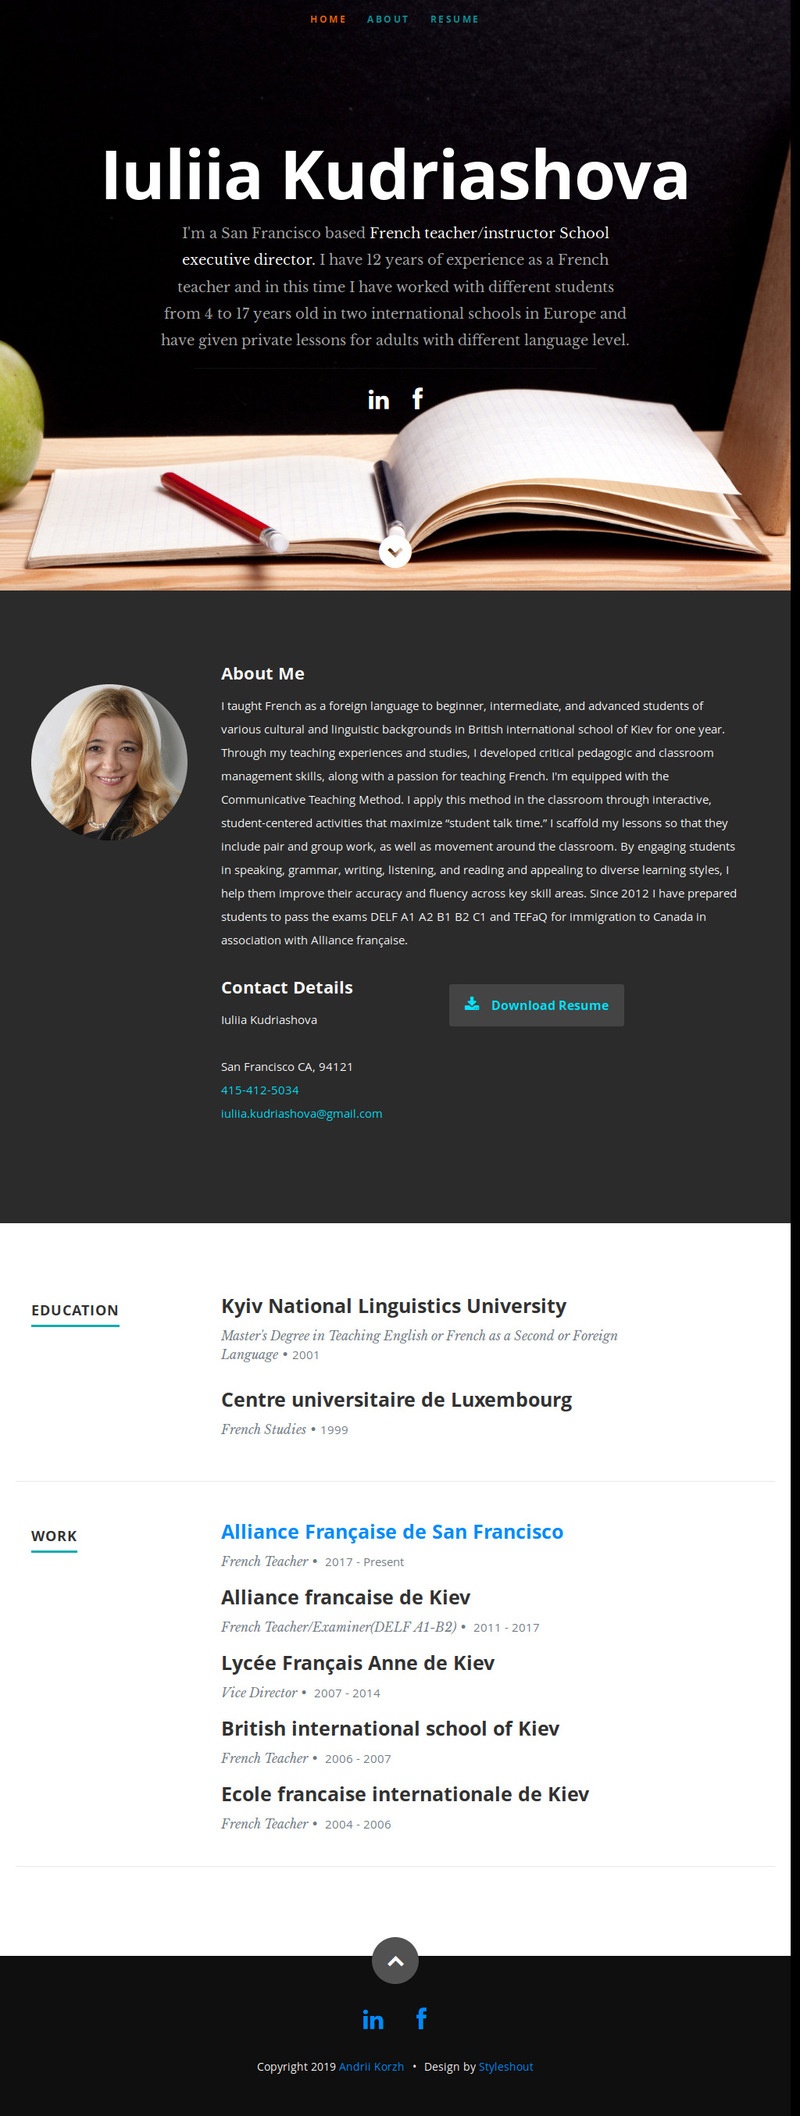 HOME ABOUT RESUME
Iuliia Kudriashova
I'm a San Francisco based French teacher/instructor School
executive director. I have 12 years of experience as a French
teacher and in this time I have worked with different students
from 4 to 17 years old in two international schools in Europe and
have given private lessons for adults with different language level.
in f
About Me
I taught French as a foreign language to beginner, intermediate, and advanced students of
various cultural and linguistic backgrounds in British international school of Kiev for one year.
Through my teaching experiences and studies, I developed critical pedagogic and classroom
management skills, along with a passion for teaching French. I'm equipped with the
Communicative Teaching Method. I apply this method in the classroom through interactive,
student-centered activities that maximize “student talk time.” I scaffold my lessons so that they
include pair and group work, as well as movement around the classroom. By engaging students
in speaking, grammar, writing, listening, and reading and appealing to diverse learning styles, I
help them improve their accuracy and fluency across key skill areas. Since 2012 I have prepared
students to pass the exams DELF A1 A2 B1 B2 C1 and TEFaQ for immigration to Canada in
association with Alliance française.
Contact Details
Iuliia Kudriashova
San Francisco CA, 94121
415-412-5034
iuliia.kudriashova@gmail.com
Download Resume
EDUCATION
Kyiv National Linguistics University
Master's Degree in Teaching English or French as a Second or Foreign
Language • 2001
Centre universitaire de Luxembourg
French Studies • 1999
WORK
Alliance Française de San Francisco
French Teacher • 2017 - Present
Alliance francaise de Kiev
French Teacher/Examiner(DELF A1-B2) • 2011 - 2017
Lycée Français Anne de Kiev
Vice Director • 2007 - 2014
British international school of Kiev
French Teacher • 2006 - 2007
Ecole francaise internationale de Kiev
French Teacher • 2004 - 2006
in f
Copyright 2019 Andrii Korzh • Design by Styleshout